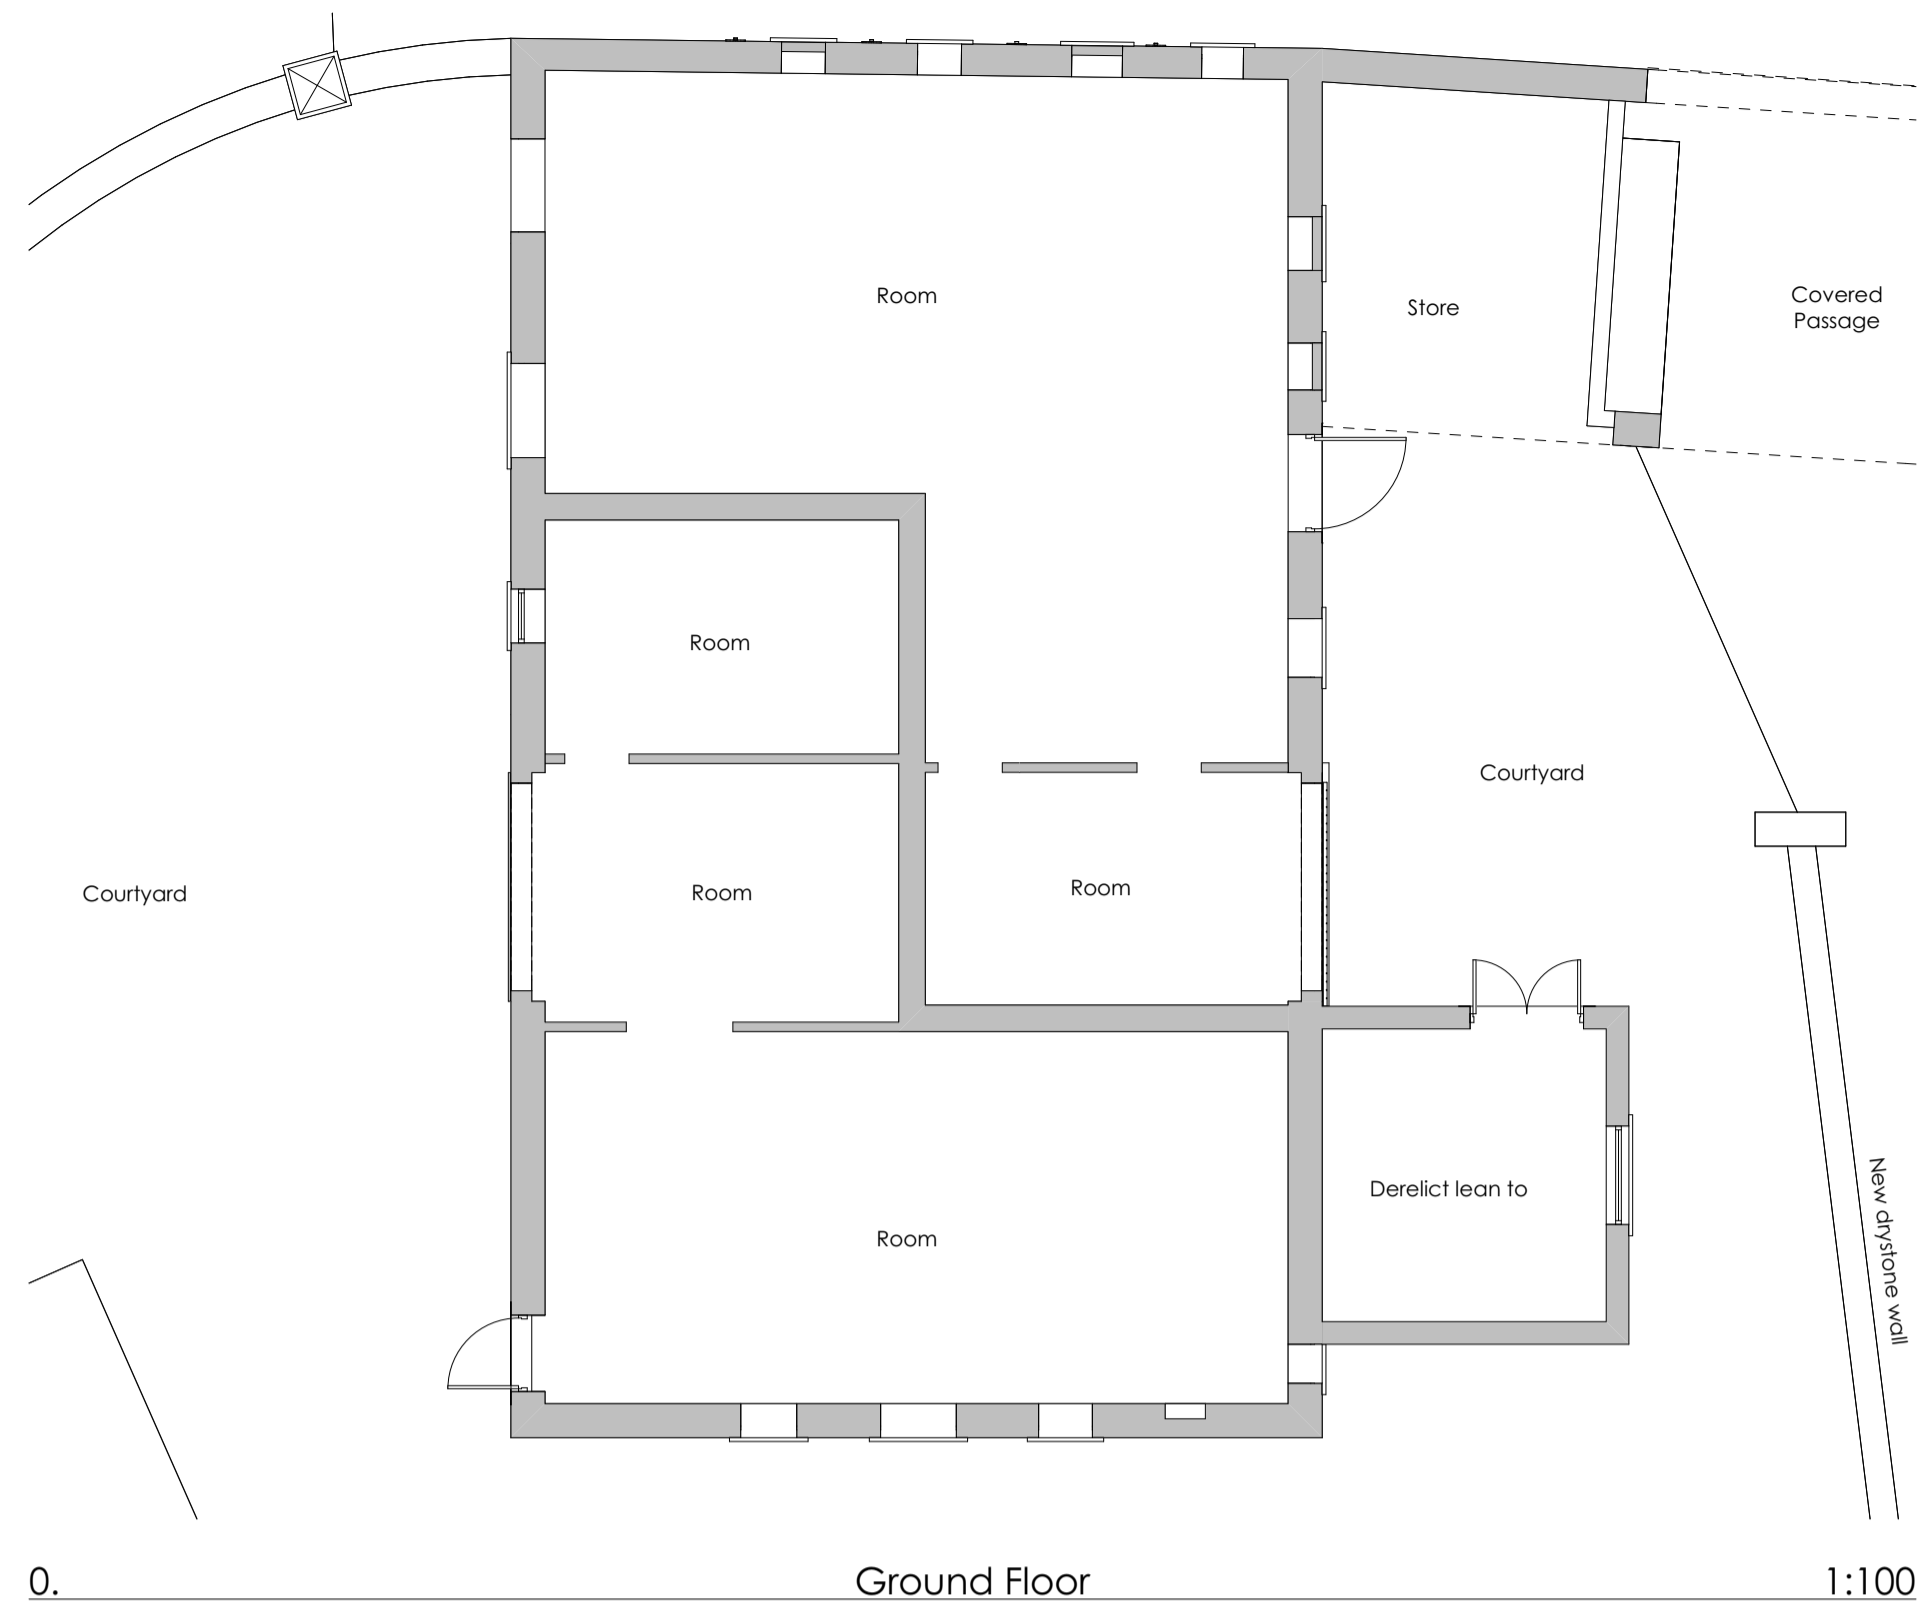 Room
Store
Covered
Passage
Room
Courtyard
Courtyard
Room
Room
Derelict lean to
New drystone wall
Room
0.
Ground Floor
1:100